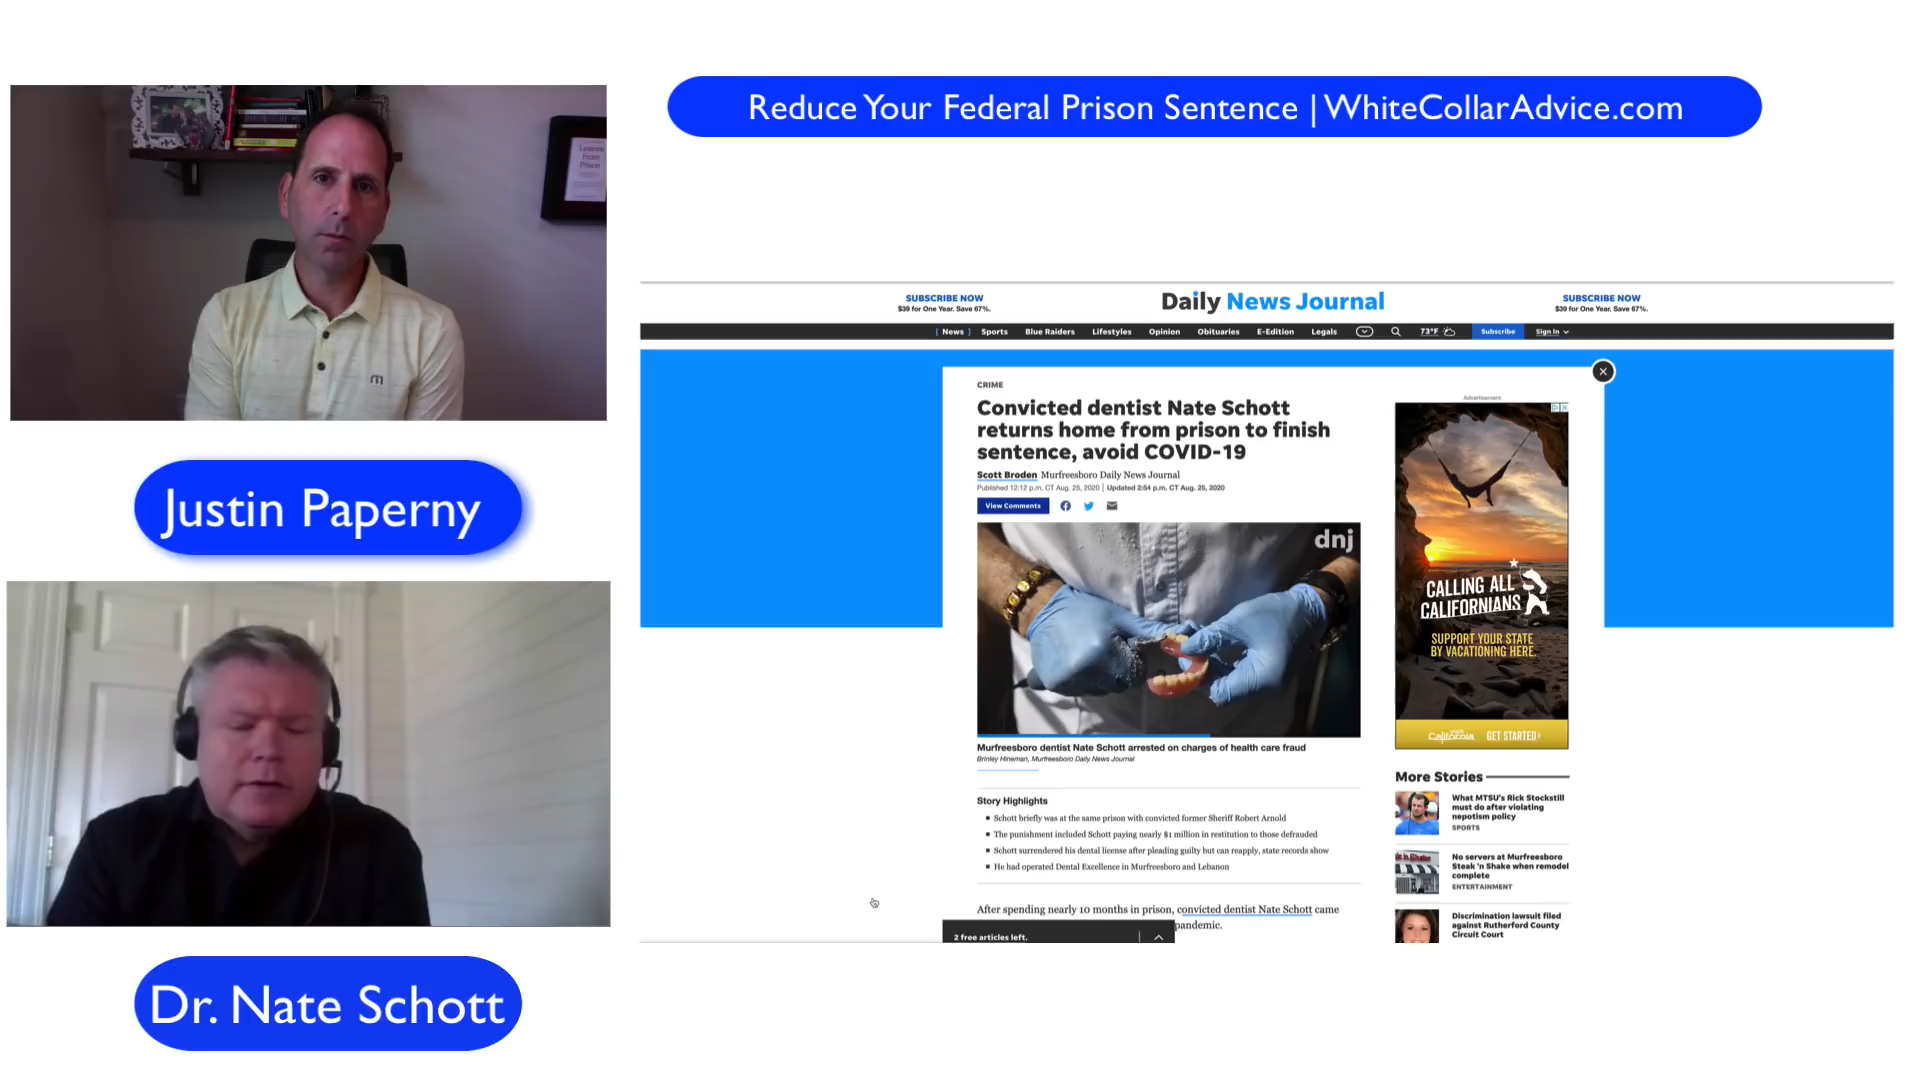 Reduce Your Federal Prison Sentence | WhiteCollarAdvice.com
Lessons
From
Prison
Justin Paperny
Dr. Nate Schott
SUBSCRIBE NOW
$39 for One Year. Save 67%.
Daily News Journal
SUBSCRIBE NOW
$39 for One Year. Save 67%.
[ News ] Sports Blue Raiders Lifestyles Opinion Obituaries E-Edition Legals 73°F Subscribe Sign In
CRIME
Convicted dentist Nate Schott
returns home from prison to finish
sentence, avoid COVID-19
Scott Broden Murfreesboro Daily News Journal
Published 12:12 p.m. CT Aug. 25, 2020 | Updated 2:54 p.m. CT Aug. 25, 2020
View Comments
dnj
Murfreesboro dentist Nate Schott arrested on charges of health care fraud
Brinley Hineman, Murfreesboro Daily News Journal
Story Highlights
Schott briefly was at the same prison with convicted former Sheriff Robert Arnold
The punishment included Schott paying nearly $1 million in restitution to those defrauded
Schott surrendered his dental license after pleading guilty but can reapply, state records show
He had operated Dental Excellence in Murfreesboro and Lebanon
After spending nearly 10 months in prison, convicted dentist Nate Schott came
pandemic.
2 free articles left.
Advertisement
CALLING ALL
CALIFORNIANS
SUPPORT YOUR STATE
BY VACATIONING HERE.
visit
California
GET STARTED
More Stories
What MTSU's Rick Stockstill
must do after violating
nepotism policy
SPORTS
No servers at Murfreesboro
Steak 'n Shake when remodel
complete
ENTERTAINMENT
Discrimination lawsuit filed
against Rutherford County
Circuit Court